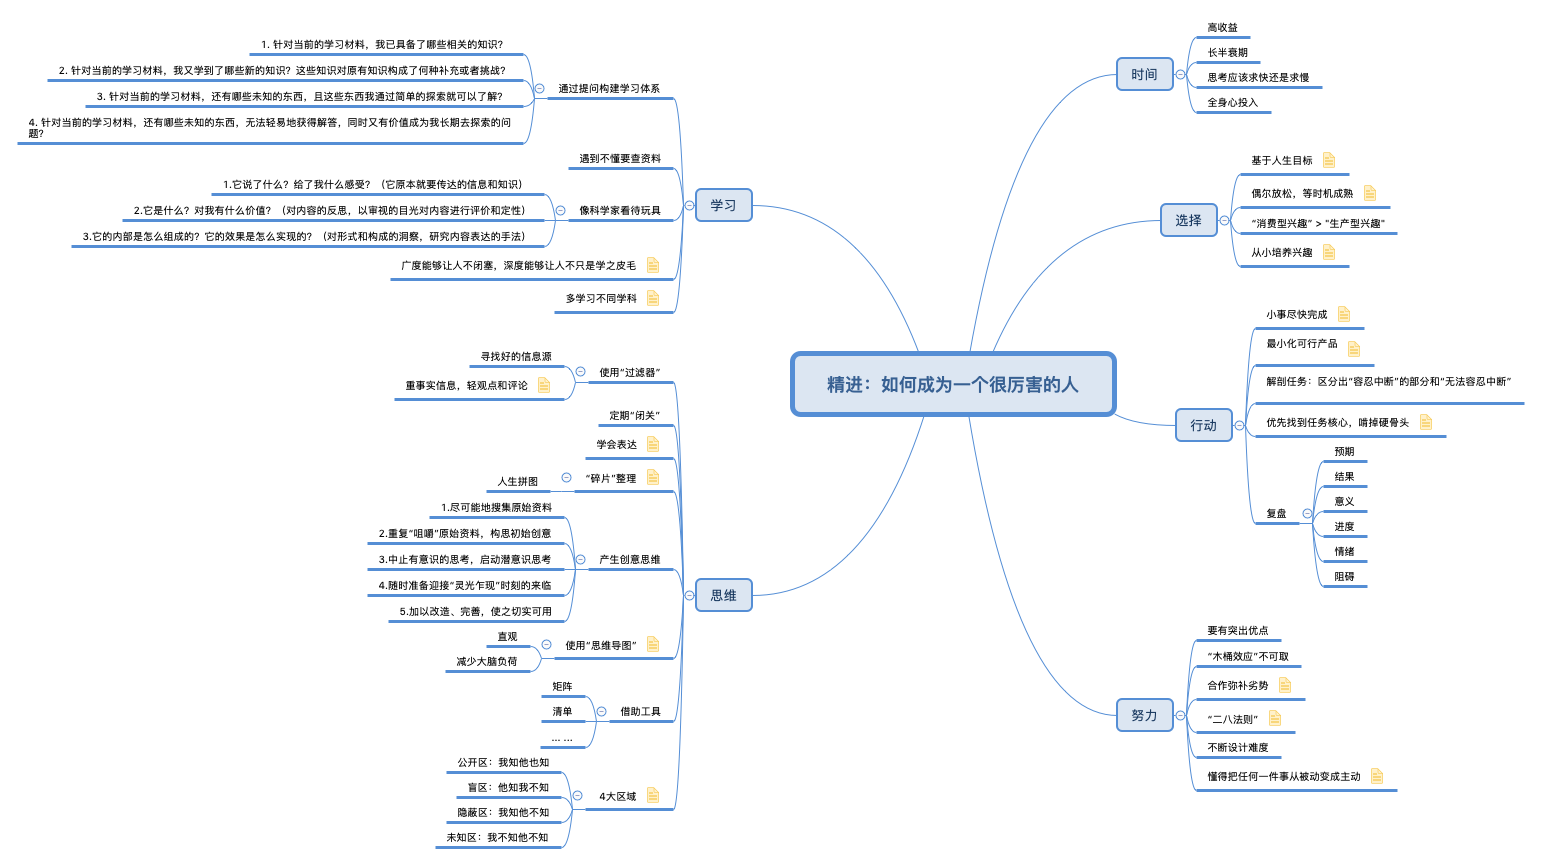 精进：如何成为一个很厉害的人
时间
高收益
长半衰期
思考应该求快还是求慢
全身心投入
选择
基于人生目标
偶尔放松，等时机成熟
“消费型兴趣” > "生产型兴趣"
从小培养兴趣
行动
小事尽快完成
最小化可行产品
解剖任务：区分出“容忍中断”的部分和“无法容忍中断”
优先找到任务核心，啃掉硬骨头
复盘
预期
结果
意义
进度
情绪
阻碍
努力
要有突出优点
“木桶效应”不可取
合作弥补劣势
“二八法则”
不断设计难度
懂得把任何一件事从被动变成主动
学习
通过提问构建学习体系
1. 针对当前的学习材料，我已具备了哪些相关的知识？
2. 针对当前的学习材料，我又学到了哪些新的知识？这些知识对原有知识构成了何种补充或者挑战？
3. 针对当前的学习材料，还有哪些未知的东西，且这些东西我通过简单的探索就可以了解？
4. 针对当前的学习材料，还有哪些未知的东西，无法轻易地获得解答，同时又有价值成为我长期去探索的问
题？
遇到不懂要查资料
像科学家看待玩具
1.它说了什么？给了我什么感受？（它原本就要传达的信息和知识）
2.它是什么？对我有什么价值？（对内容的反思，以审视的目光对内容进行评价和定性）
3.它的内部是怎么组成的？它的效果是怎么实现的？（对形式和构成的洞察，研究内容表达的手法）
广度能够让人不闭塞，深度能够让人不只是学之皮毛
多学习不同学科
思维
使用“过滤器”
寻找好的信息源
重事实信息，轻观点和评论
定期“闭关”
学会表达
“碎片”整理
人生拼图
产生创意思维
1.尽可能地搜集原始资料
2.重复“咀嚼”原始资料，构思初始创意
3.中止有意识的思考，启动潜意识思考
4.随时准备迎接“灵光乍现”时刻的来临
5.加以改造、完善，使之切实可用
使用“思维导图”
直观
减少大脑负荷
借助工具
矩阵
清单
... ...
4大区域
公开区：我知他也知
盲区：他知我不知
隐蔽区：我知他不知
未知区：我不知他不知